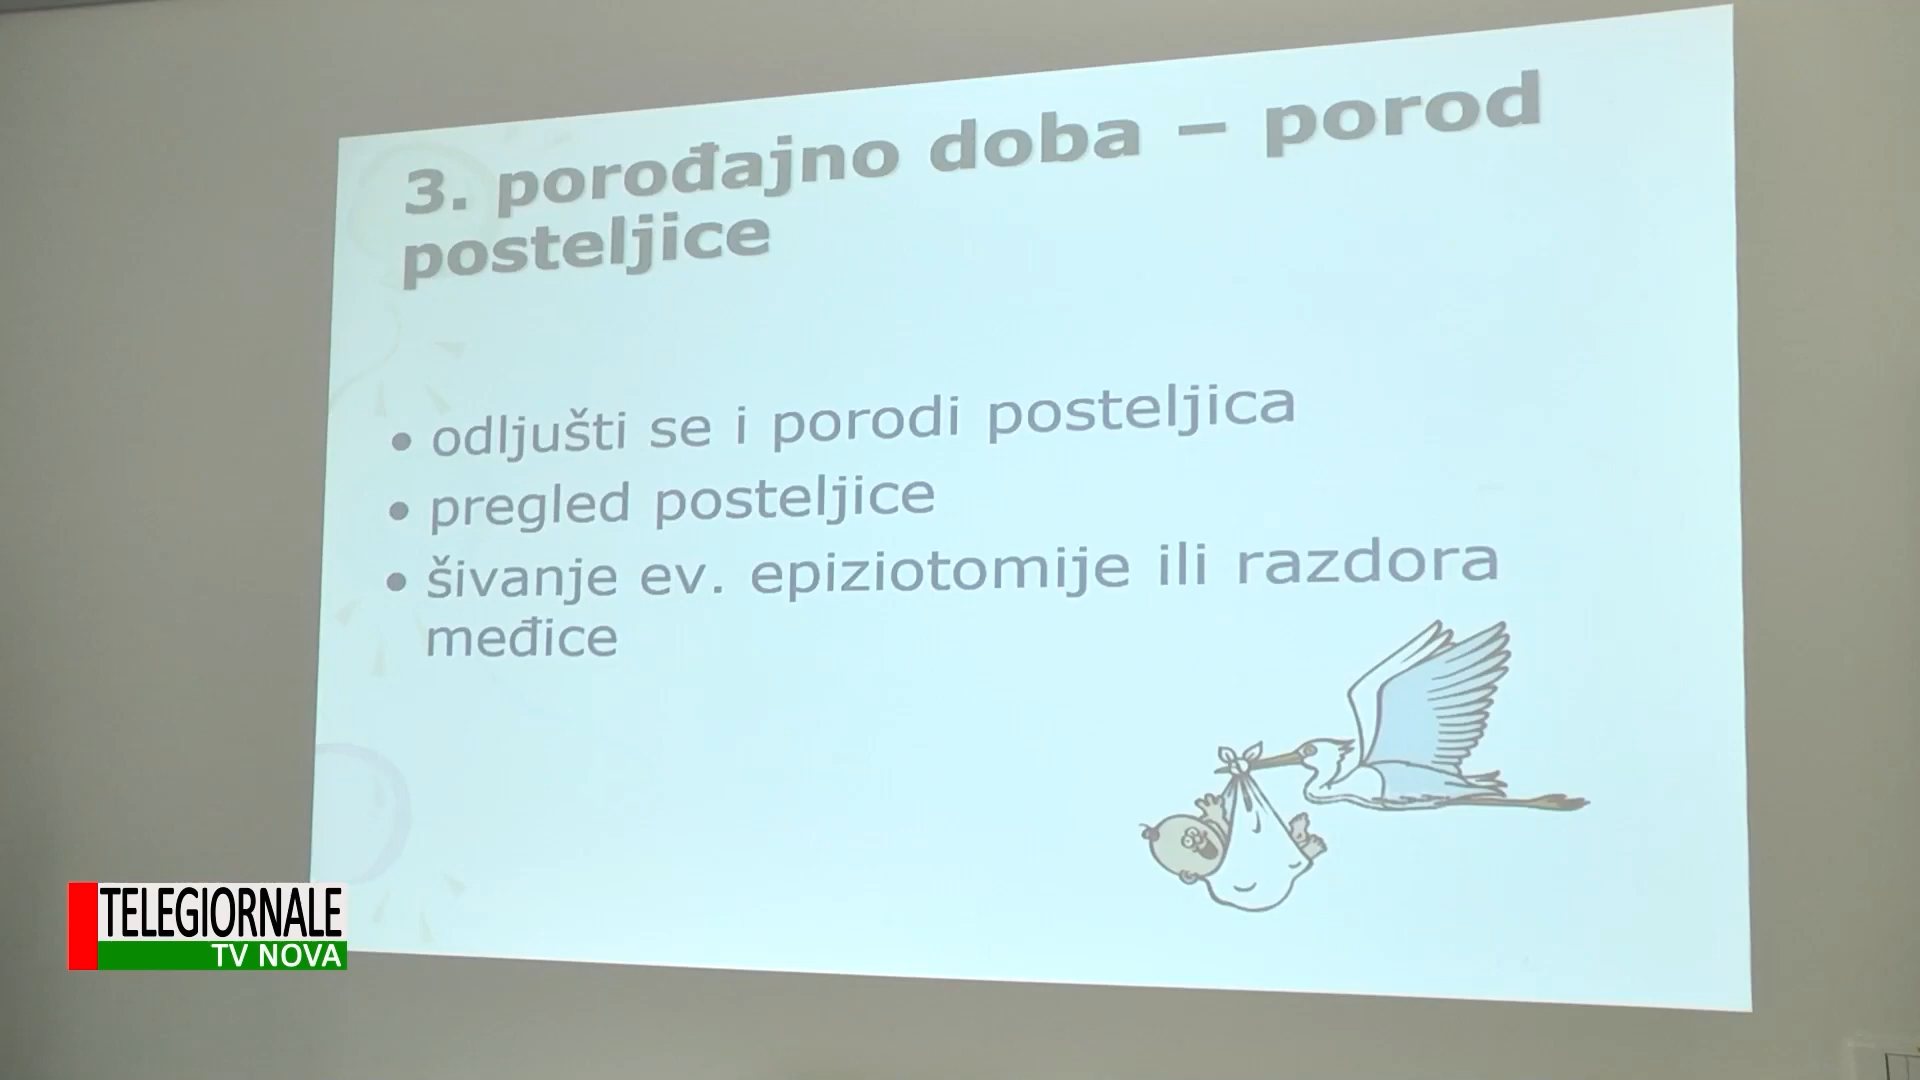 3. porođajno doba – porod
posteljice
• odljušti se i porodi posteljica
• pregled posteljice
• šivanje ev. epiziotomije ili razdora
međice
TELEGIORNALE
TV NOVA